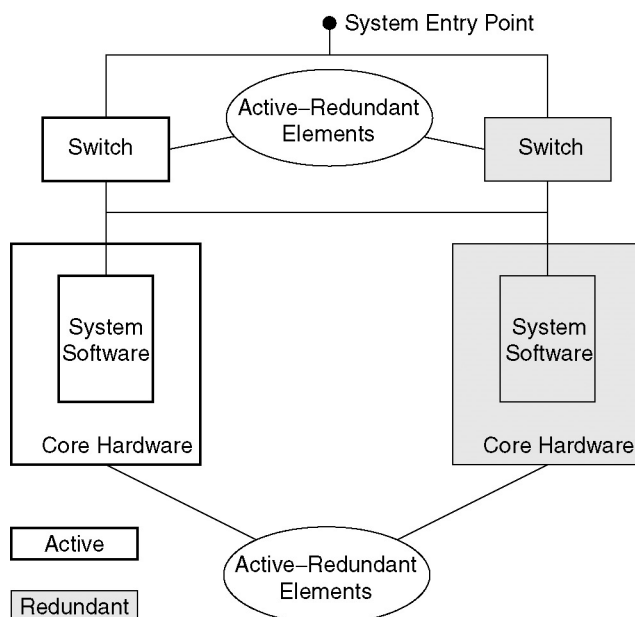 System Entry Point
Active–Redundant
Elements
Switch
Switch
System
Software
System
Software
Core Hardware
Core Hardware
Active
Active–Redundant
Elements
Redundant